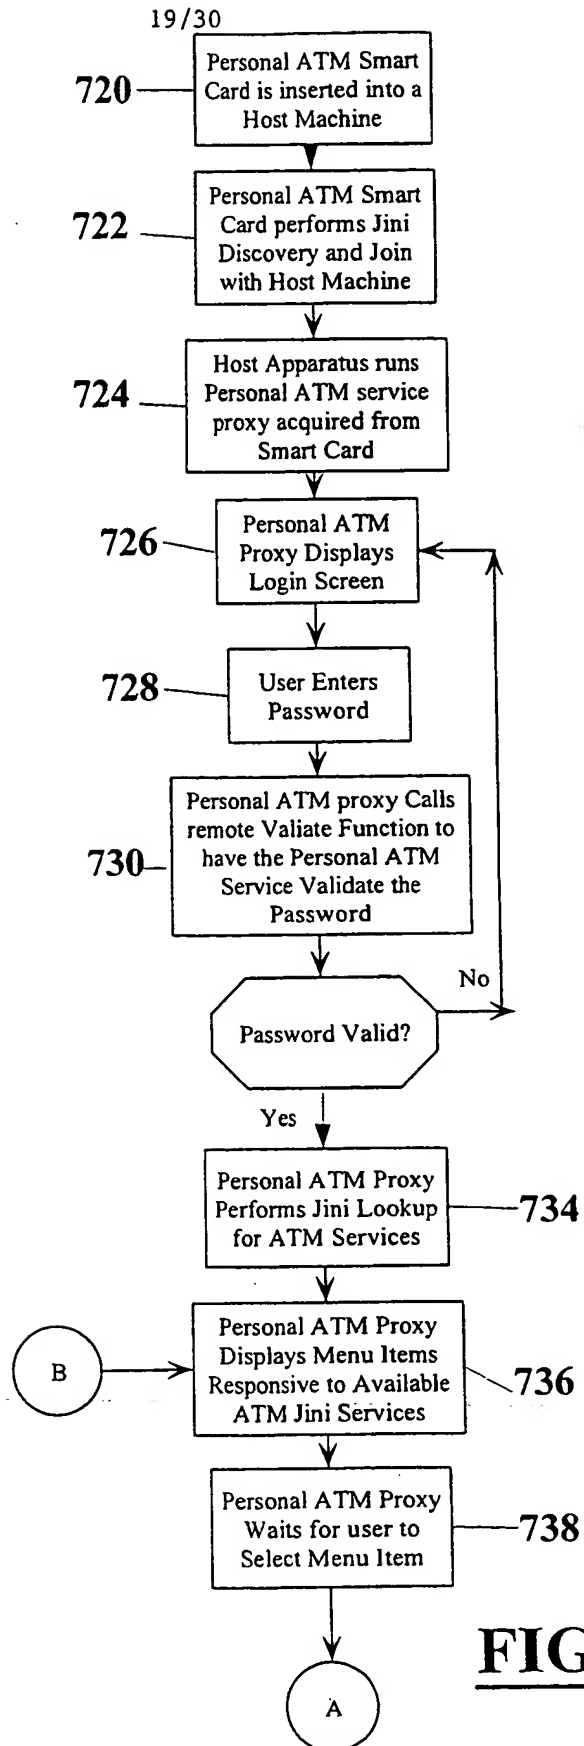 19/30
Personal ATM Smart
Card is inserted into a
Host Machine
720
Personal ATM Smart
Card performs Jini
Discovery and Join
with Host Machine
722
Host Apparatus runs
Personal ATM service
proxy acquired from
Smart Card
724
Personal ATM
Proxy Displays
Login Screen
726
User Enters
Password
728
Personal ATM proxy Calls
remote Valiate Function to
have the Personal ATM
Service Validate the
Password
730
No
Password Valid?
Yes
Personal ATM Proxy
Performs Jini Lookup
for ATM Services
734
Personal ATM Proxy
Displays Menu Items
Responsive to Available
ATM Jini Services
736
B
Personal ATM Proxy
Waits for user to
Select Menu Item
738
FIG
A